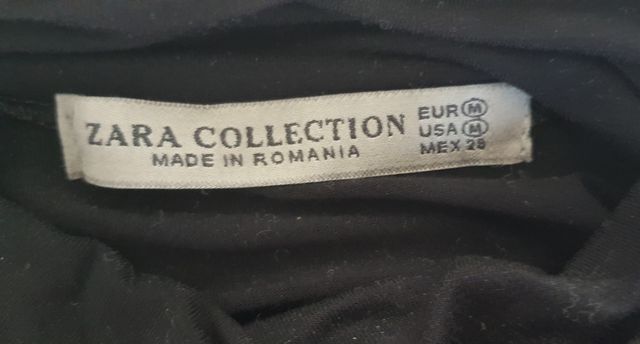 ZARA COLLECTION
MADE IN ROMANIA
EUR M
USA M
MEX 28